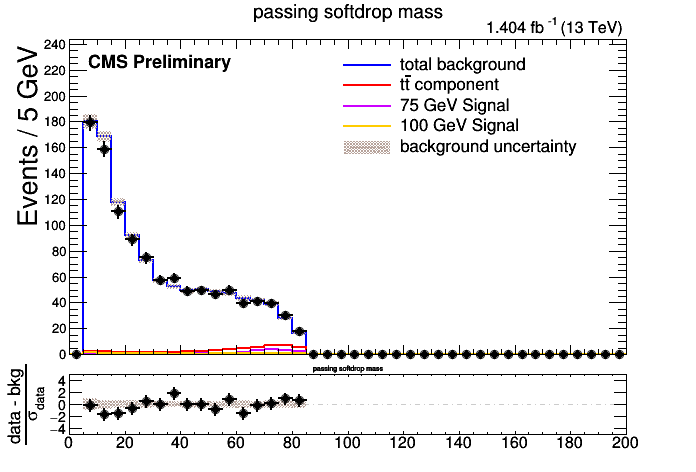 passing softdrop mass
1.404 fb⁻¹ (13 TeV)
CMS Preliminary
total background
tt̄ component
75 GeV Signal
100 GeV Signal
background uncertainty
Events / 5 GeV
240
220
200
180
160
140
120
100
80
60
40
20
0
passing softdrop mass
data - bkg
σ data
4
2
0
−2
−4
0 20 40 60 80 100 120 140 160 180 200